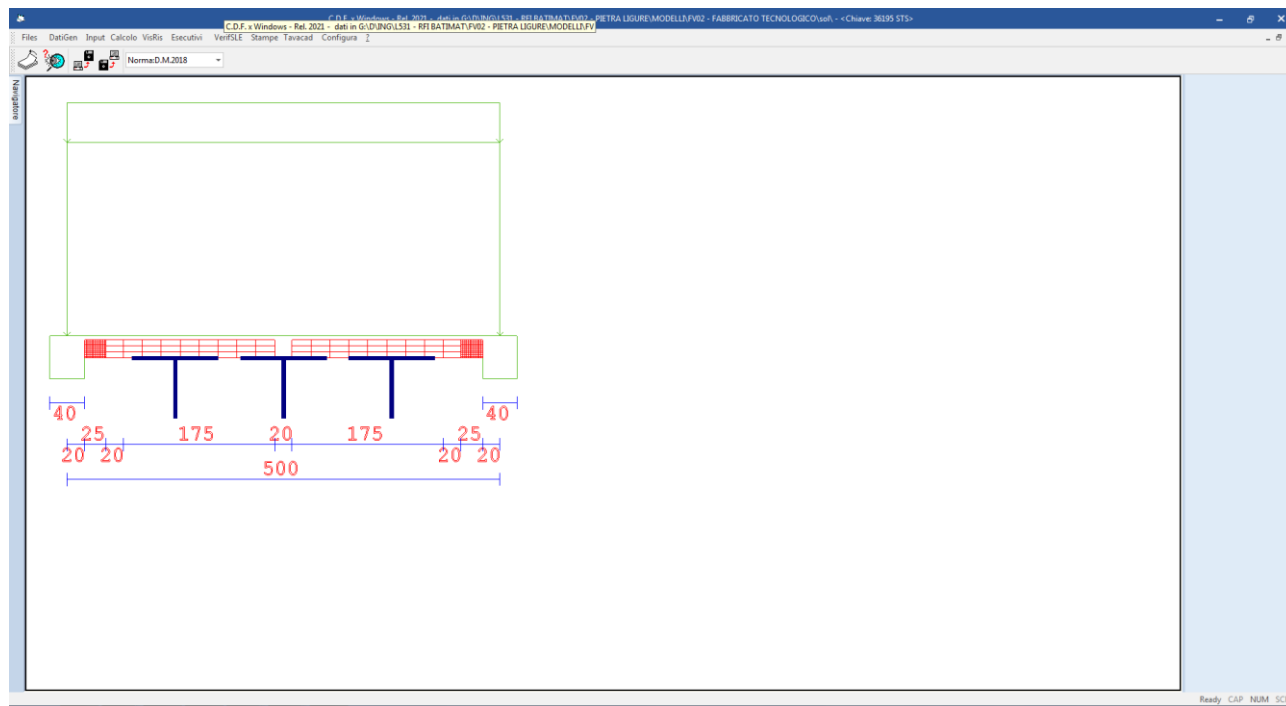 C.D.F. x Windows - Rel. 2021 - dati in G:\D\ING\L531 - RFI BATIMAT\FV02 - PIETRA LIGURE\MODELLI\FV02 - FABBRICATO TECNOLOGICO\sol\ - <Chiave: 36195 STS>
C.D.F. x Windows - Rel. 2021 - dati in G:\D\ING\L531 - RFI BATIMAT\FV02 - PIETRA LIGURE\MODELLI\FV
Files DatiGen Input Calcolo VisRis Esecutivi VerifSLE Stampe Tavacad Configura ?
Norma:D.M.2018
Navigatore
40 40
25 175 20 175 25
20 20 20 20
500
Ready CAP NUM SC